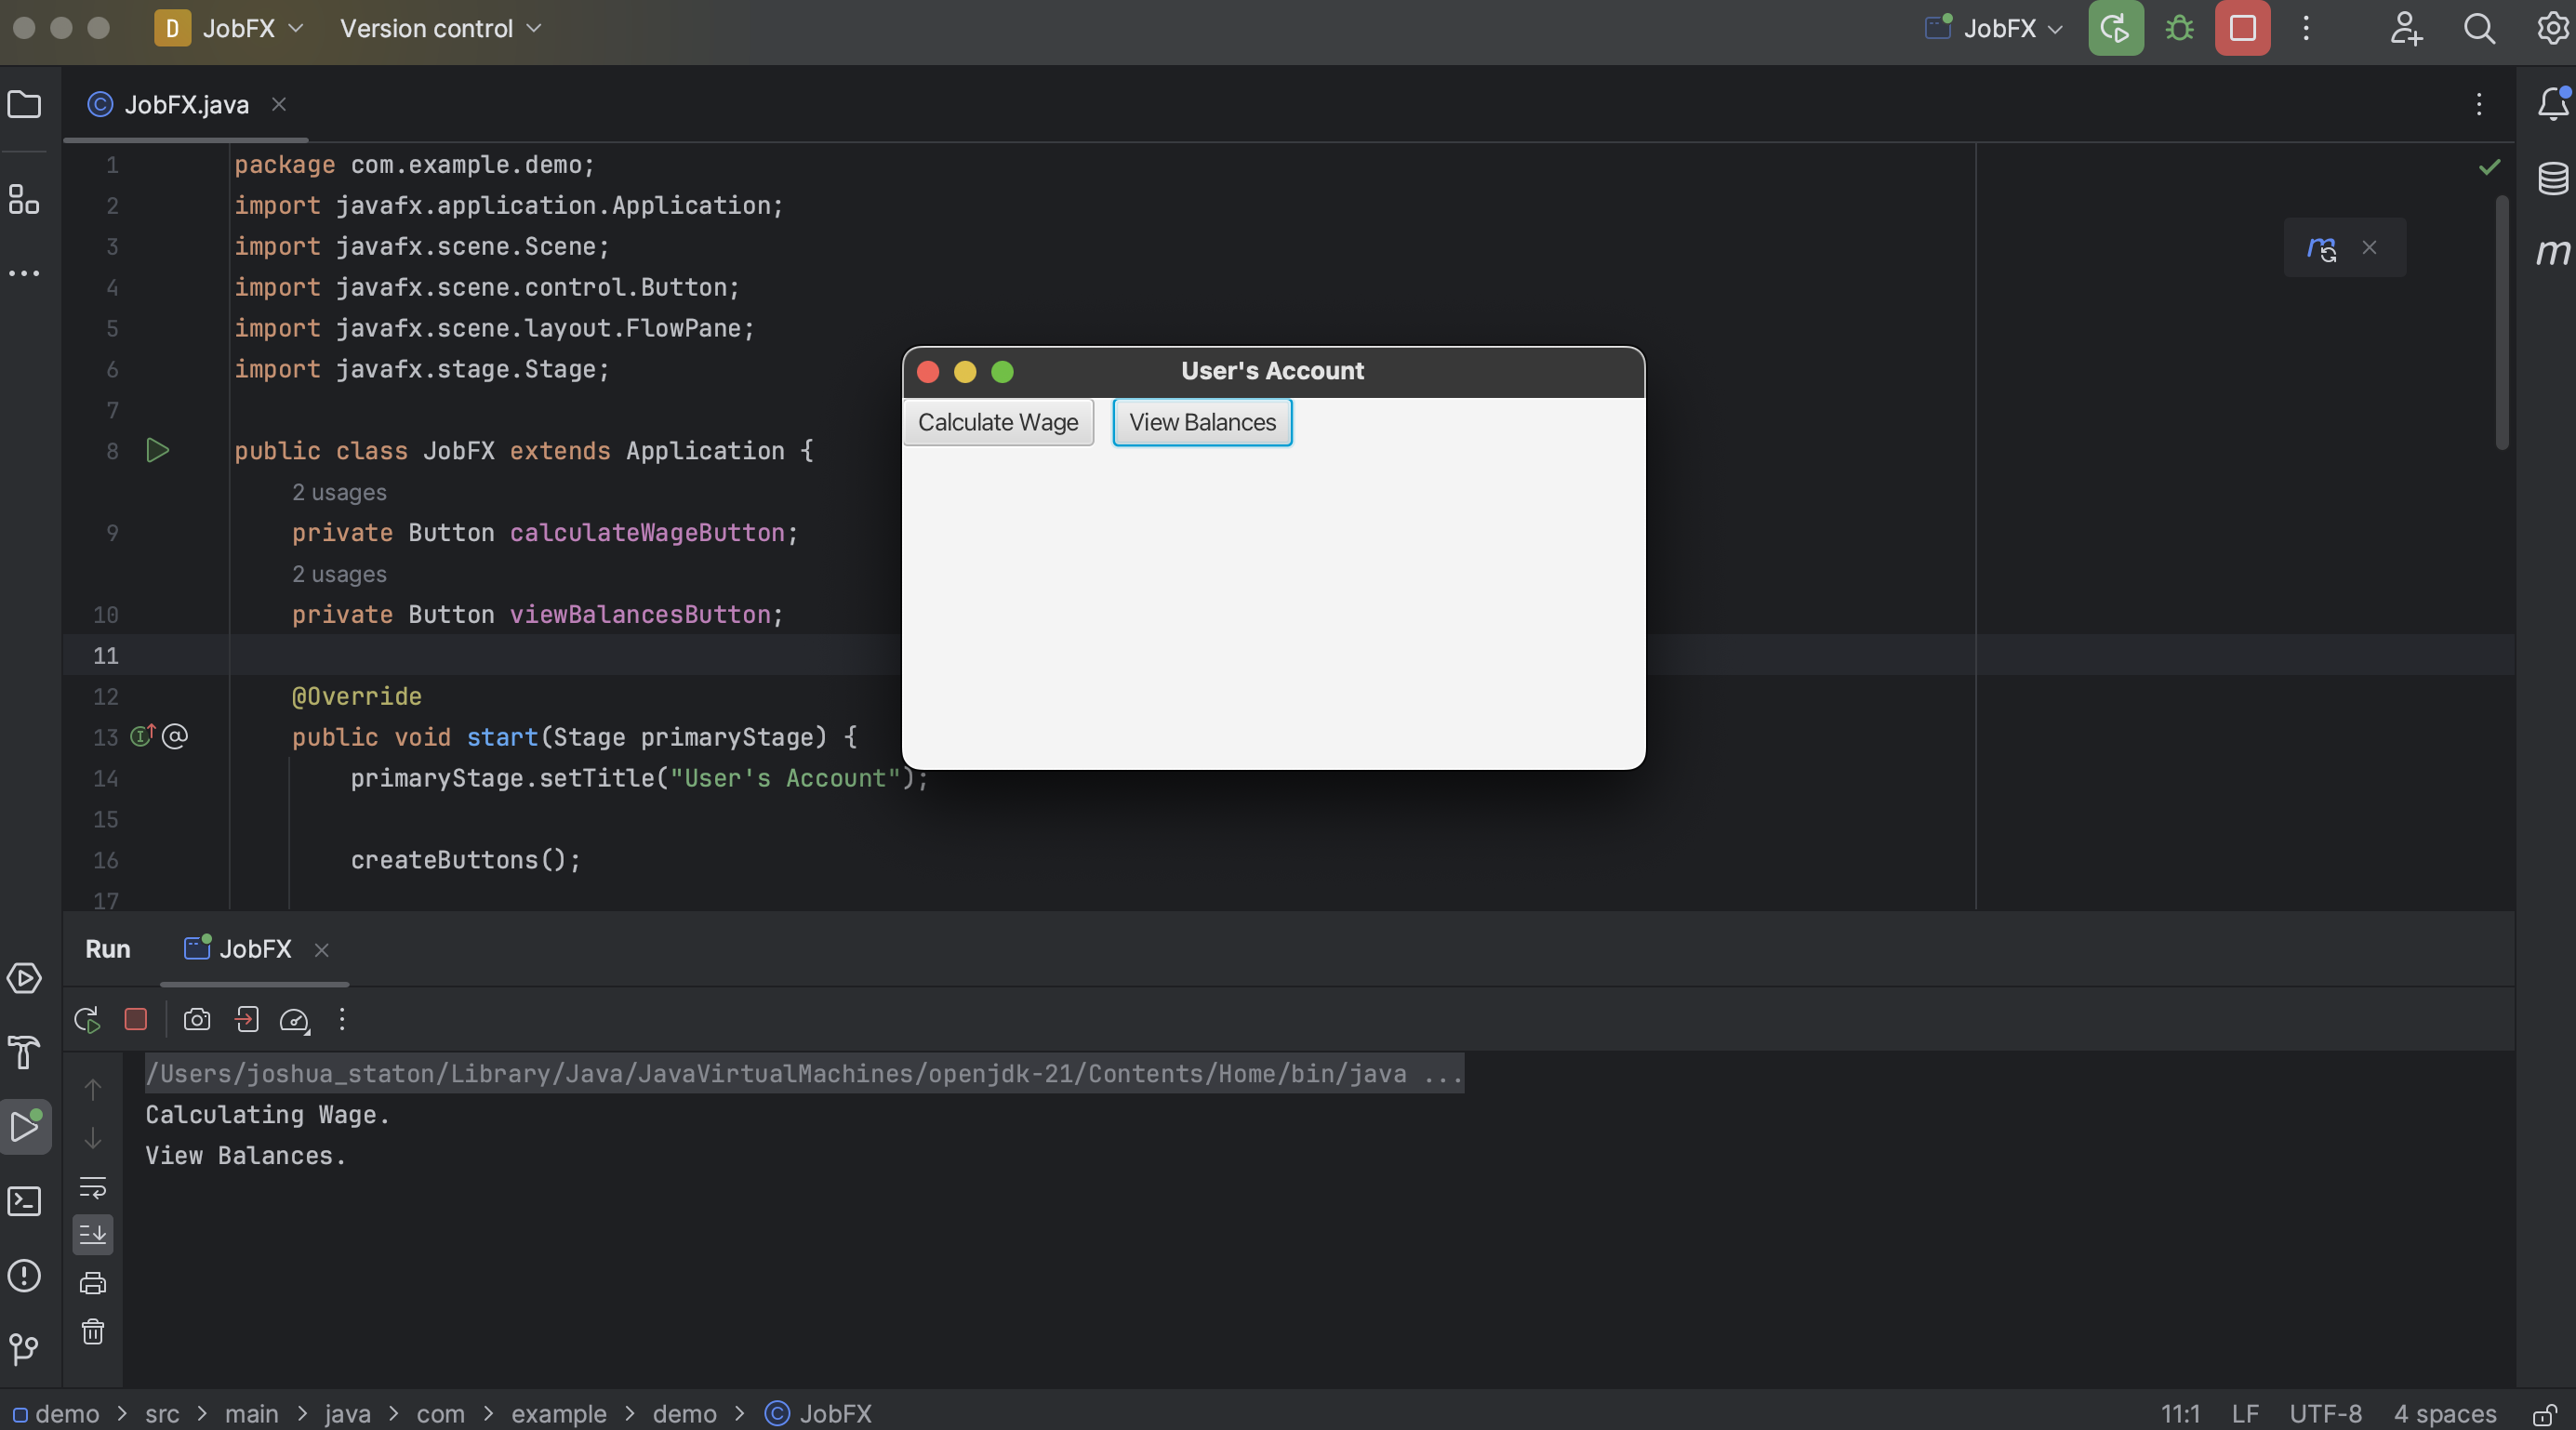 D JobFX Version control JobFX
JobFX.java
1 package com.example.demo;
2 import javafx.application.Application;
3 import javafx.scene.Scene;
4 import javafx.scene.control.Button;
5 import javafx.scene.layout.FlowPane;
6 import javafx.stage.Stage;
7
8 public class JobFX extends Application {
2 usages
9 private Button calculateWageButton;
2 usages
10 private Button viewBalancesButton;
11
12 @Override
13 public void start(Stage primaryStage) {
14 primaryStage.setTitle("User's Account");
15
16 createButtons();
17
User's Account
Calculate Wage View Balances
Run JobFX
/Users/joshua_staton/Library/Java/JavaVirtualMachines/openjdk-21/Contents/Home/bin/java ...
Calculating Wage.
View Balances.
demo > src > main > java > com > example > demo > JobFX 11:1 LF UTF-8 4 spaces